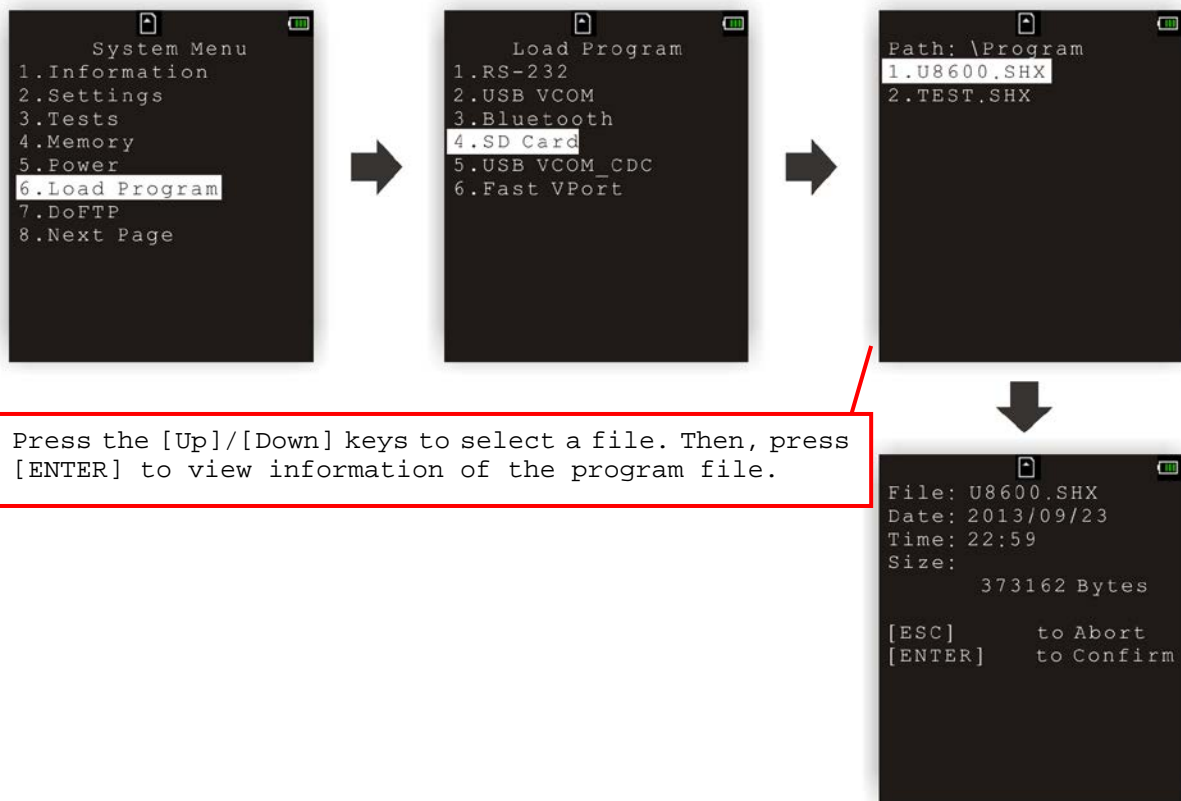 System Menu
1.Information
2.Settings
3.Tests
4.Memory
5.Power
6.Load Program
7.DoFTP
8.Next Page
Load Program
1.RS-232
2.USB VCOM
3.Bluetooth
4.SD Card
5.USB VCOM_CDC
6.Fast VPort
Path: \Program
1.U8600.SHX
2.TEST.SHX
Press the [Up]/[Down] keys to select a file. Then, press
[ENTER] to view information of the program file.
File: U8600.SHX
Date: 2013/09/23
Time: 22:59
Size:
373162 Bytes
[ESC] to Abort
[ENTER] to Confirm